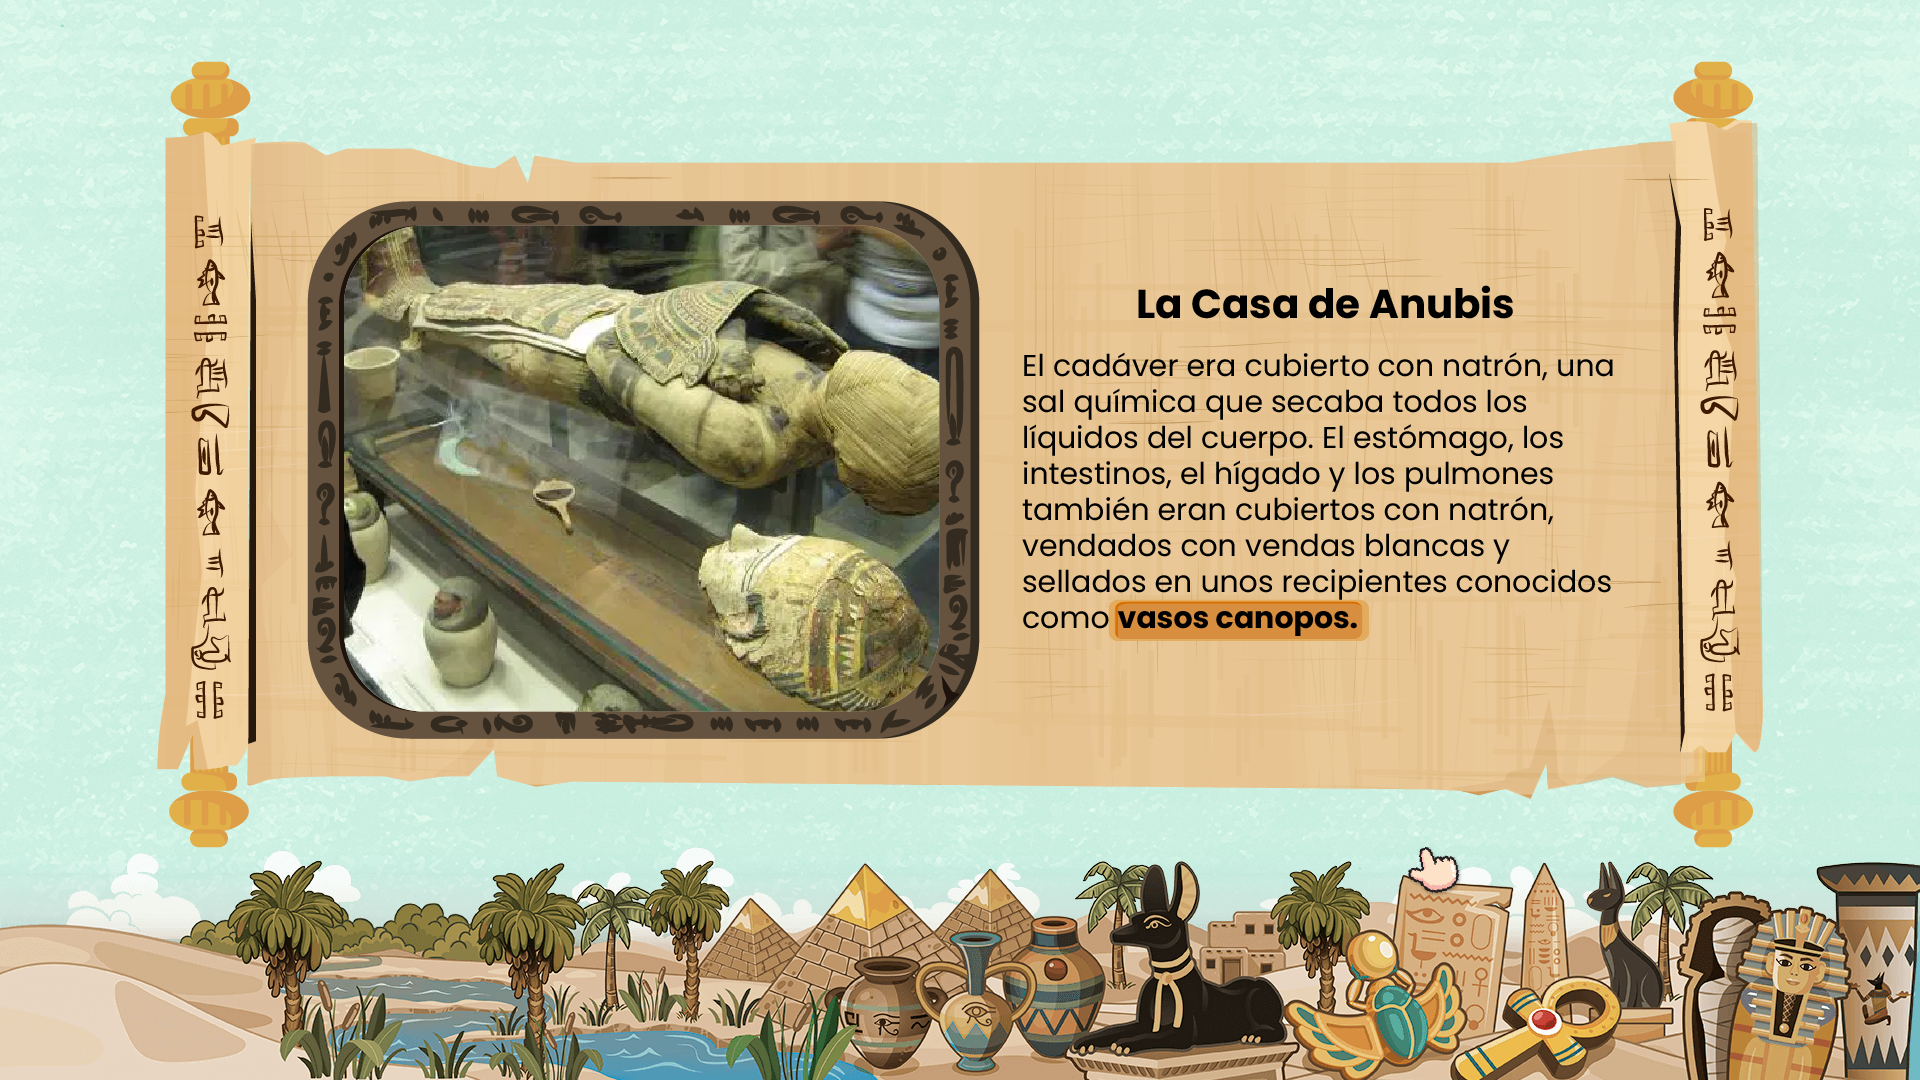 La Casa de Anubis
El cadáver era cubierto con natrón, una
sal química que secaba todos los
líquidos del cuerpo. El estómago, los
intestinos, el hígado y los pulmones
también eran cubiertos con natrón,
vendados con vendas blancas y
sellados en unos recipientes conocidos
como vasos canopos.